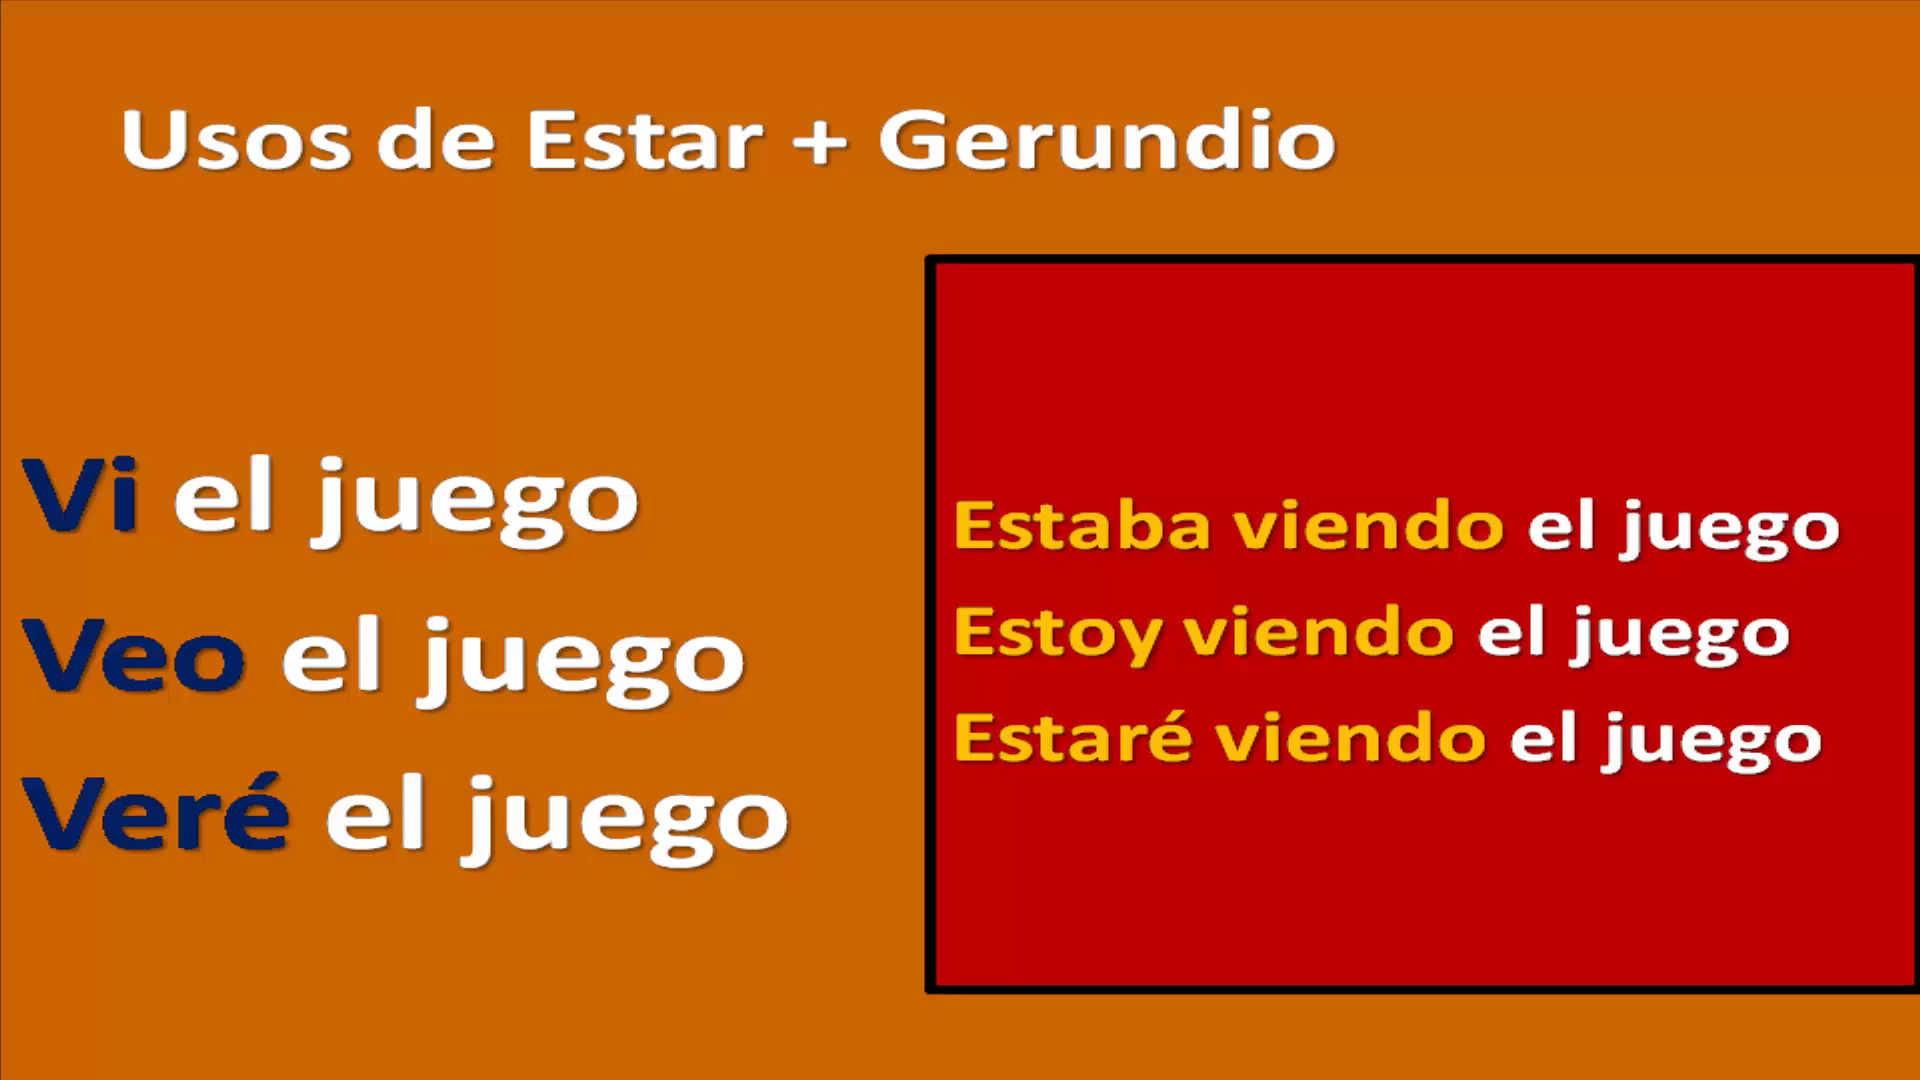 Usos de Estar + Gerundio
Vi el juego
Veo el juego
Veré el juego
Estaba viendo el juego
Estoy viendo el juego
Estaré viendo el juego